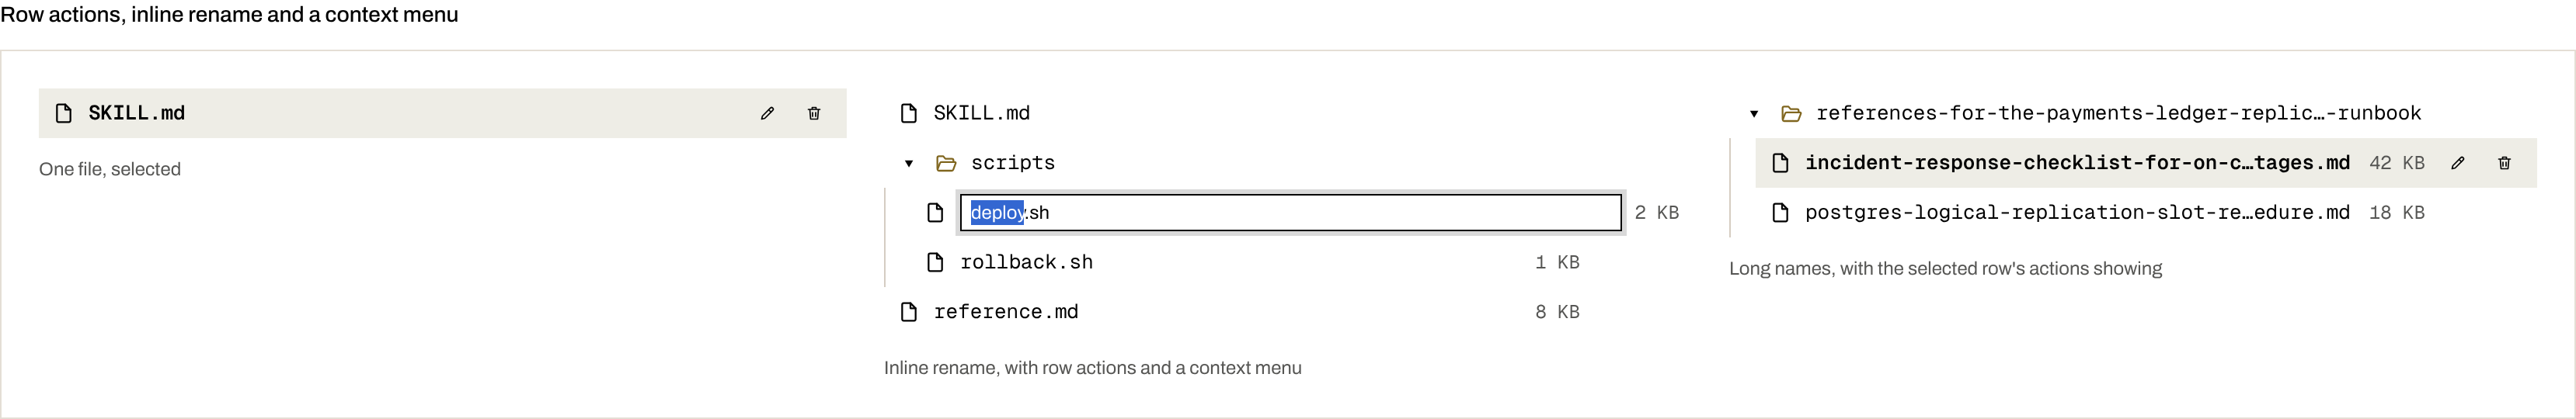 Row actions, inline rename and a context menu
SKILL.md
One file, selected
SKILL.md
scripts
deploy.sh 2 KB
rollback.sh 1 KB
reference.md 8 KB
Inline rename, with row actions and a context menu
references-for-the-payments-ledger-replic…-runbook
incident-response-checklist-for-on-c…tages.md 42 KB
postgres-logical-replication-slot-re…edure.md 18 KB
Long names, with the selected row's actions showing